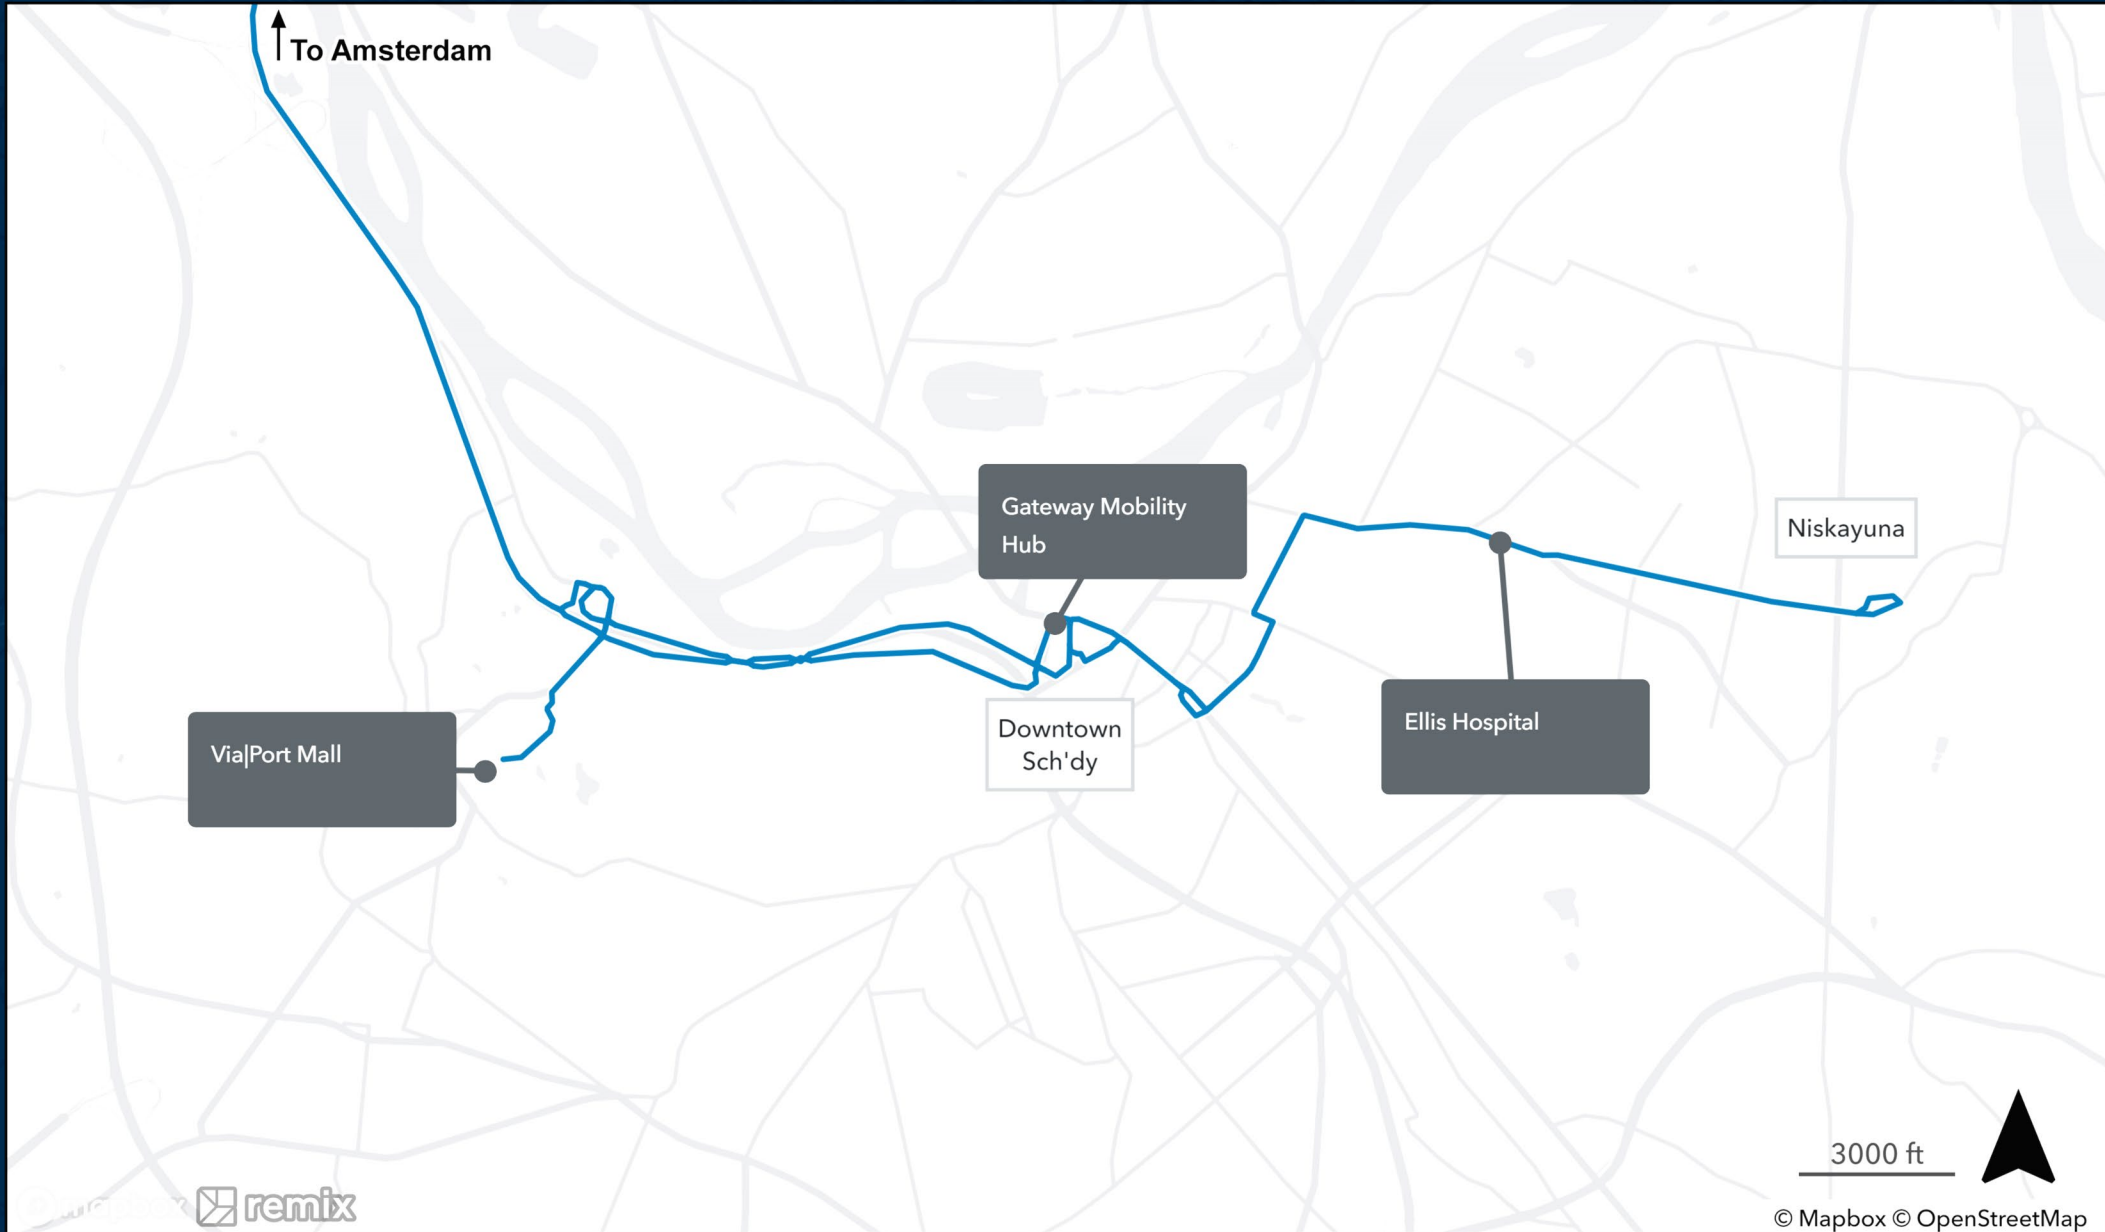 To Amsterdam
Gateway Mobility
Hub
Niskayuna
Downtown
Sch'dy
Via|Port Mall
Ellis Hospital
3000 ft
mapbox remix
© Mapbox © OpenStreetMap